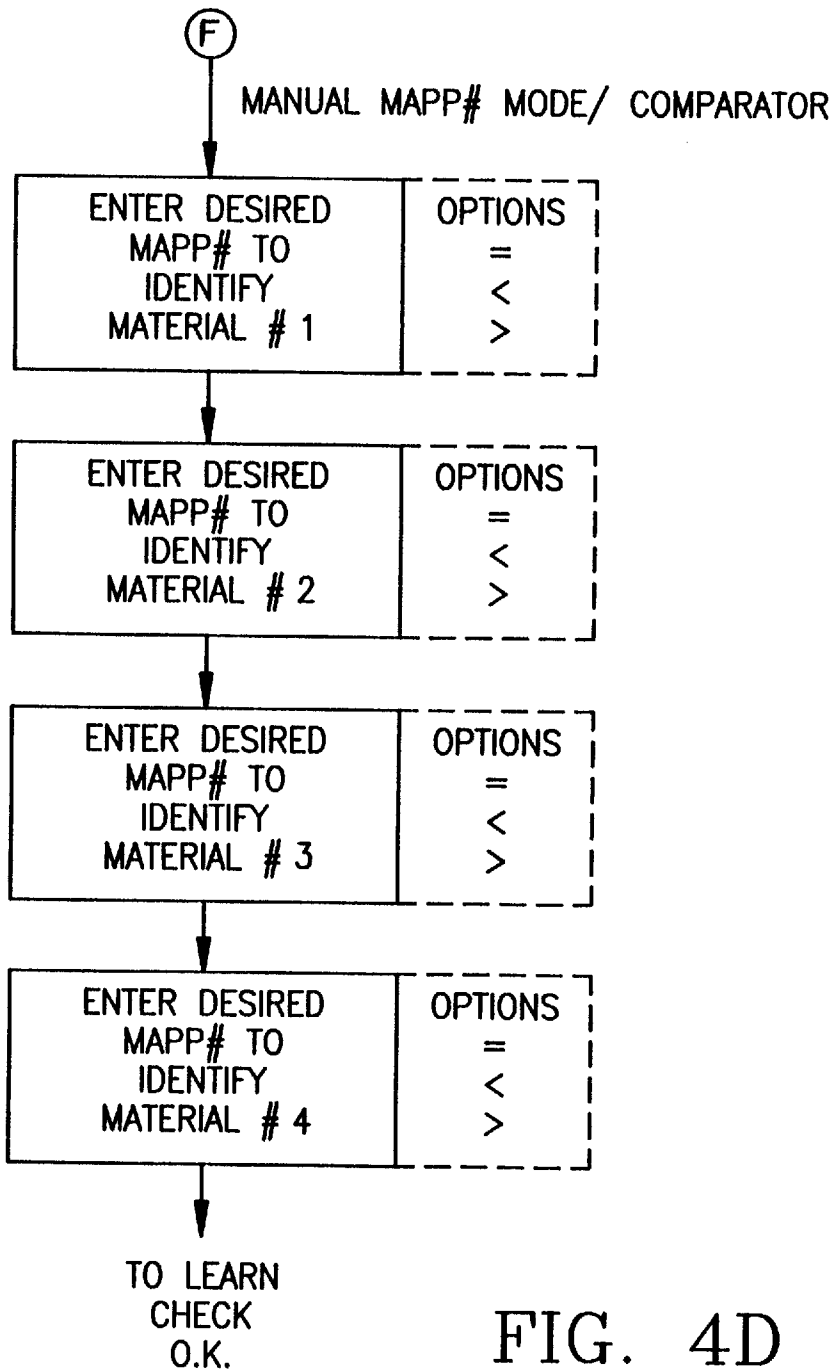 F
MANUAL MAPP# MODE/ COMPARATOR
ENTER DESIRED
MAPP# TO
IDENTIFY
MATERIAL # 1
OPTIONS
=
<
>
ENTER DESIRED
MAPP# TO
IDENTIFY
MATERIAL # 2
OPTIONS
=
<
>
ENTER DESIRED
MAPP# TO
IDENTIFY
MATERIAL # 3
OPTIONS
=
<
>
ENTER DESIRED
MAPP# TO
IDENTIFY
MATERIAL # 4
OPTIONS
=
<
>
TO LEARN
CHECK
O.K.
FIG. 4D